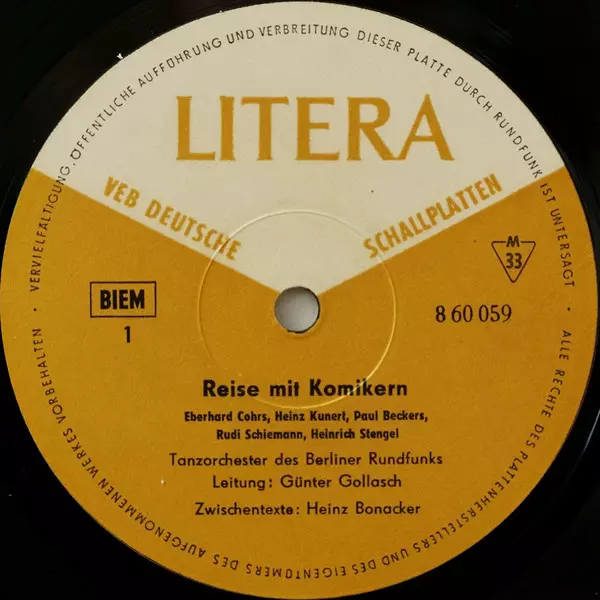 LITERA
VEB DEUTSCHE SCHALLPLATTEN
BIEM
1
M
33
8 60 059
Reise mit Komikern
Eberhard Cohrs, Heinz Kunert, Paul Beckers,
Rudi Schiemann, Heinrich Stengel
Tanzorchester des Berliner Rundfunks
Leitung: Günter Gollasch
Zwischentexte: Heinz Bonacker
ALLE RECHTE DES PLATTENHERSTELLERS UND DES EIGENTÜMERS DES AUFGENOMMENEN WERKES VORBEHALTEN · VERVIELFÄLTIGUNG, ÖFFENTLICHE AUFFÜHRUNG UND VERBREITUNG DIESER PLATTE DURCH RUNDFUNK IST UNTERSAGT ·